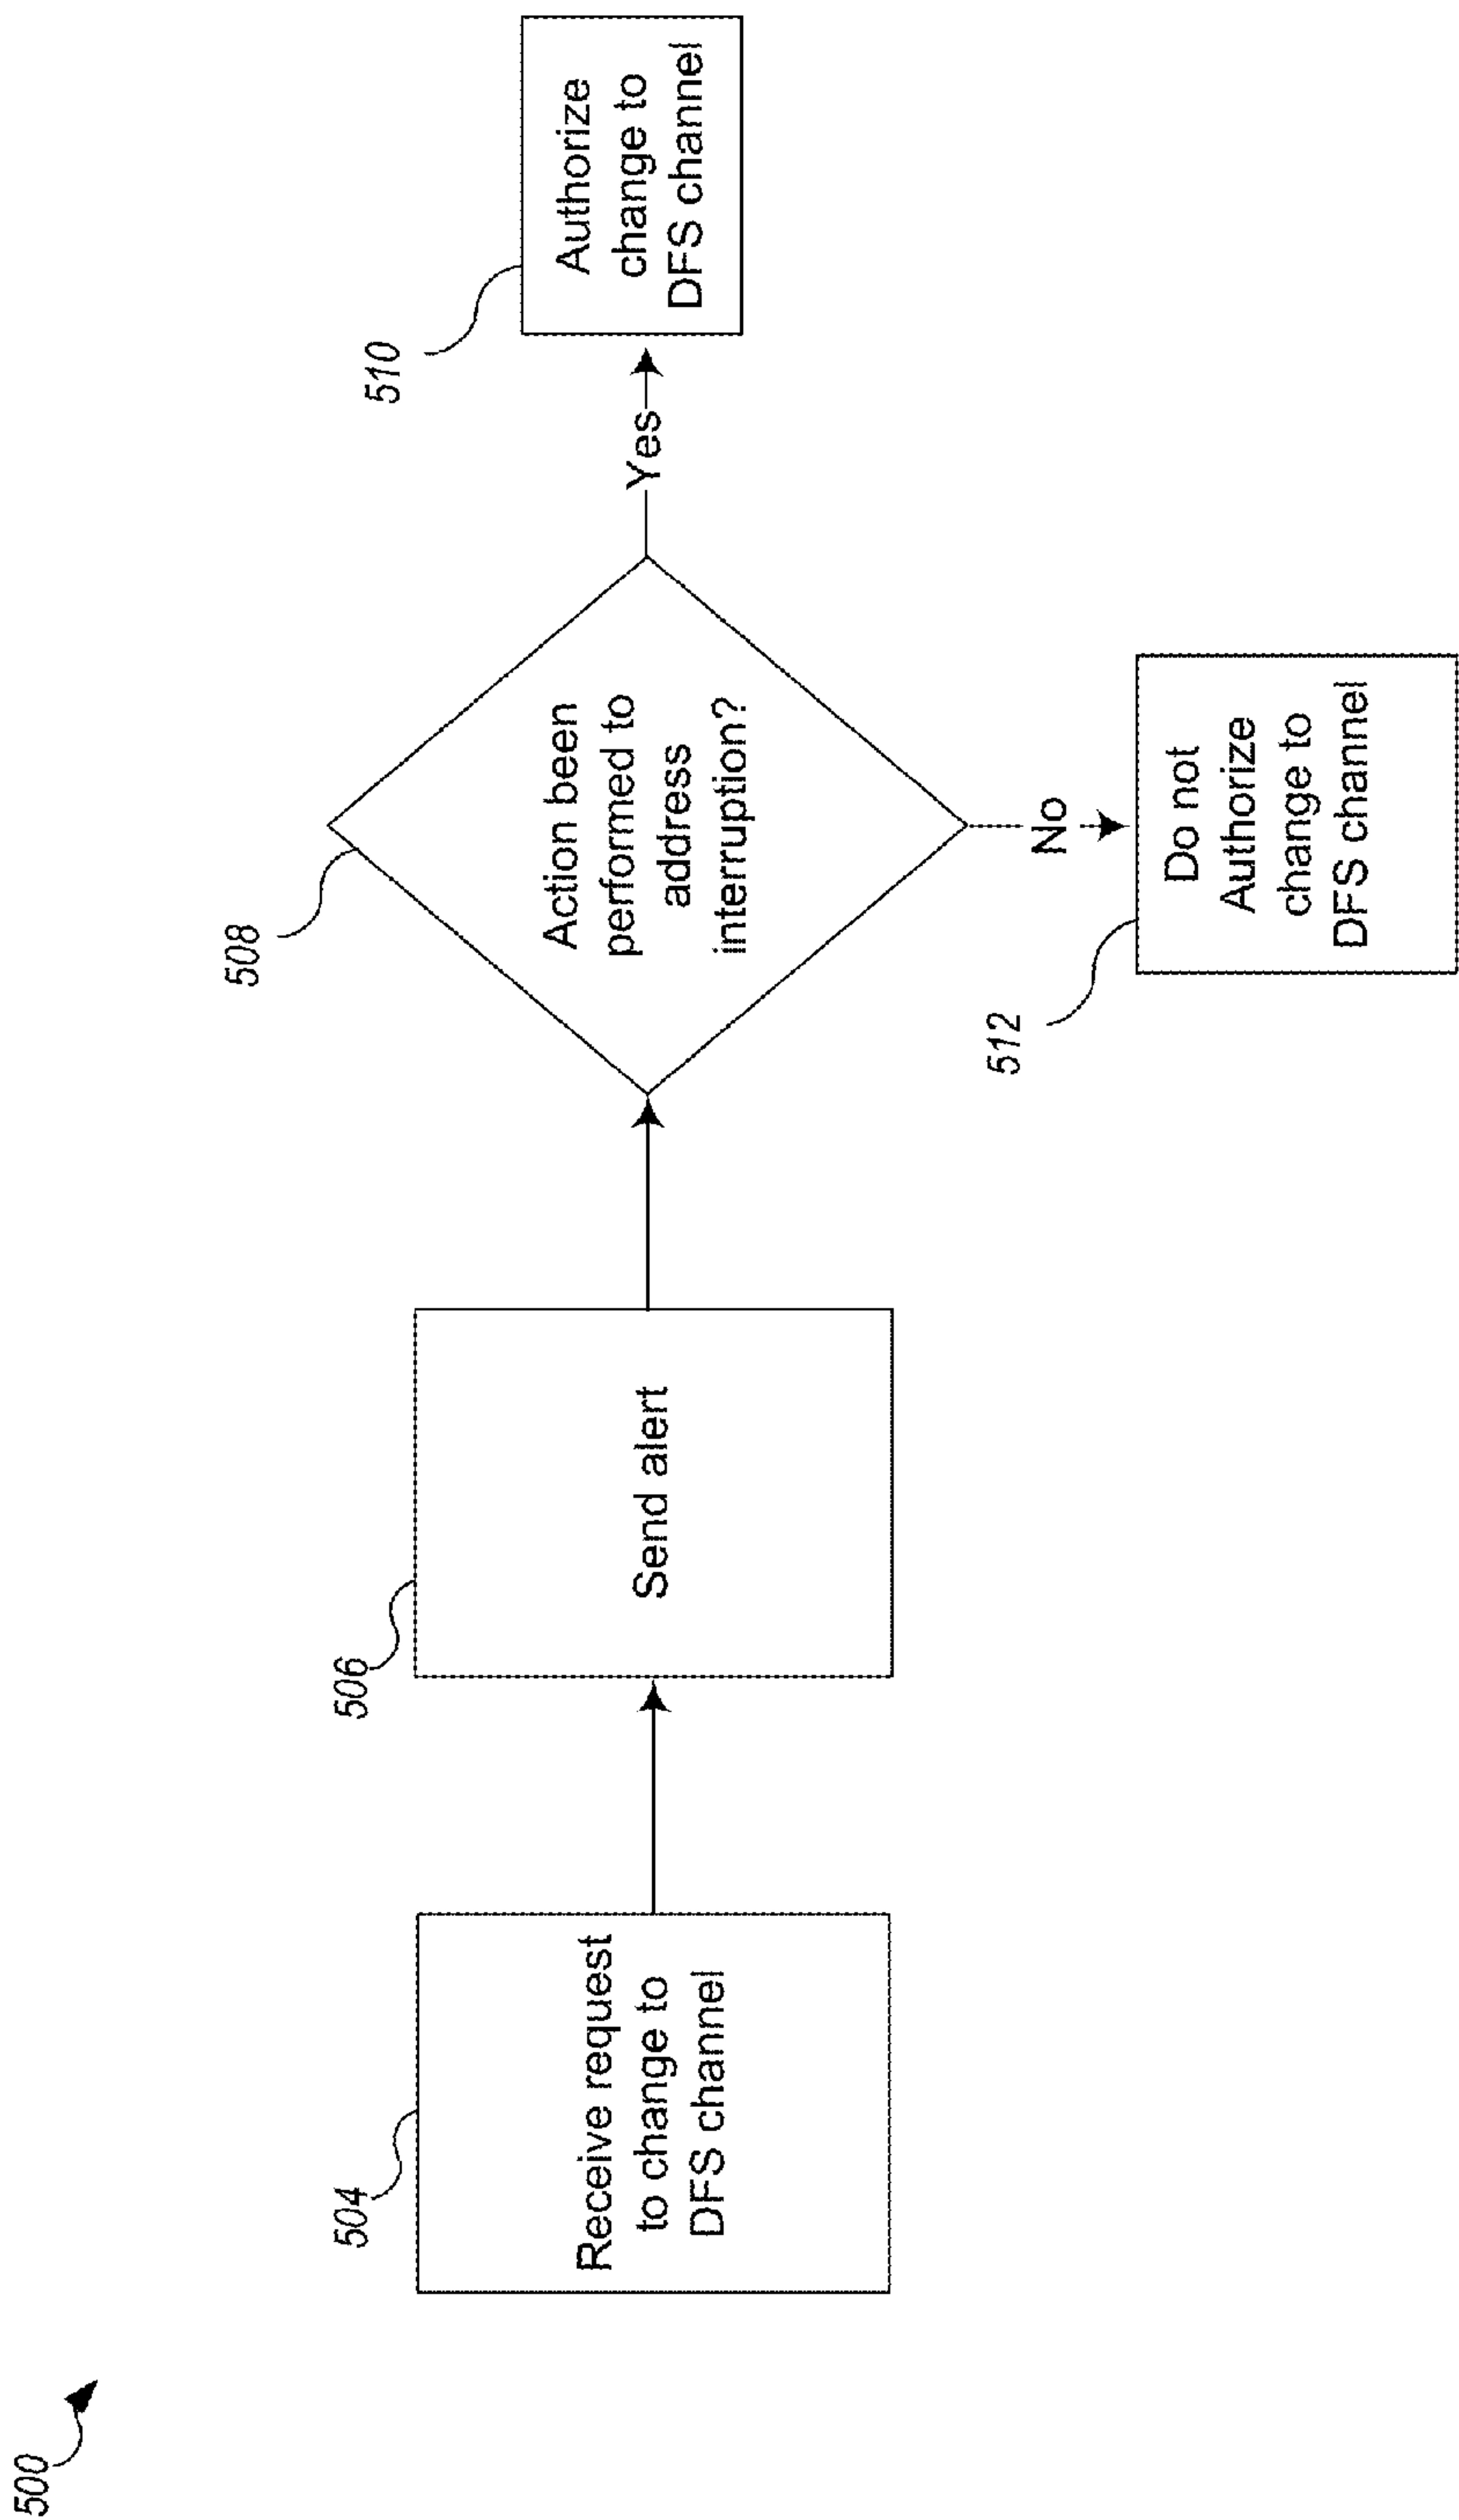 500
504
Receive request
to change to
DFS channel
506
Send alert
508
Action been
performed to
address
interruption?
Yes
510
Authorize
change to
DFS channel
No
512
Do not
Authorize
change to
DFS channel